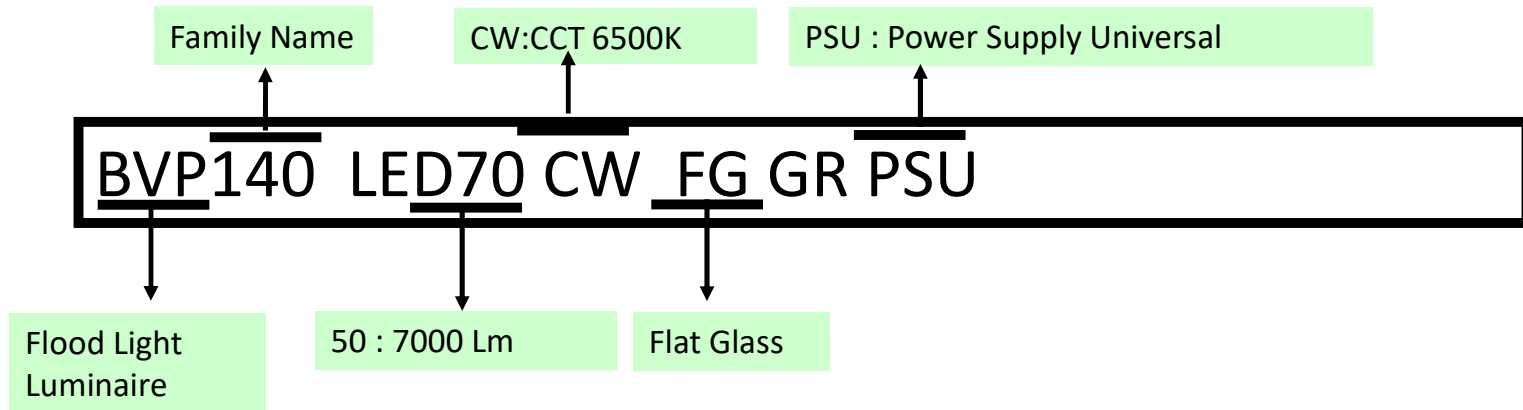 Family Name
CW:CCT 6500K
PSU : Power Supply Universal
BVP140 LED70 CW FG GR PSU
Flood Light
Luminaire
50 : 7000 Lm
Flat Glass